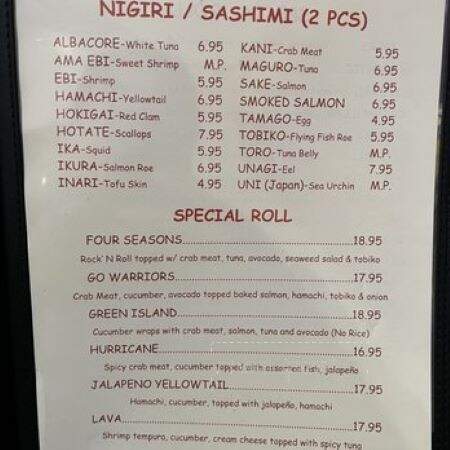 NIGIRI / SASHIMI (2 PCS)
ALBACORE-White Tuna 6.95
AMA EBI-Sweet Shrimp M.P.
EBI-Shrimp 5.95
HAMACHI-Yellowtail 6.95
HOKIGAI-Red Clam 5.95
HOTATE-Scallops 7.95
IKA-Squid 5.95
IKURA-Salmon Roe 6.95
INARI-Tofu Skin 4.95
KANI-Crab Meat 5.95
MAGURO-Tuna 6.95
SAKE-Salmon 6.95
SMOKED SALMON 6.95
TAMAGO-Egg 4.95
TOBIKO-Flying Fish Roe 5.95
TORO-Tuna Belly M.P.
UNAGI-Eel 7.95
UNI (Japan)-Sea Urchin M.P.
SPECIAL ROLL
FOUR SEASONS 18.95
Rock' N Roll topped w/ crab meat, tuna, avocado, seaweed salad & tobiko
GO WARRIORS 17.95
Crab Meat, cucumber, avocado topped baked salmon, hamachi, tobiko & onion
GREEN ISLAND 18.95
Cucumber wraps with crab meat, salmon, tuna and avocado (No Rice)
HURRICANE 16.95
Spicy crab meat, cucumber topped with assorted fish, jalapeño
JALAPENO YELLOWTAIL 17.95
Hamachi, cucumber, topped with jalapeño, hamachi
LAVA 17.95
Shrimp tempura, cucumber, cream cheese topped with spicy tuna